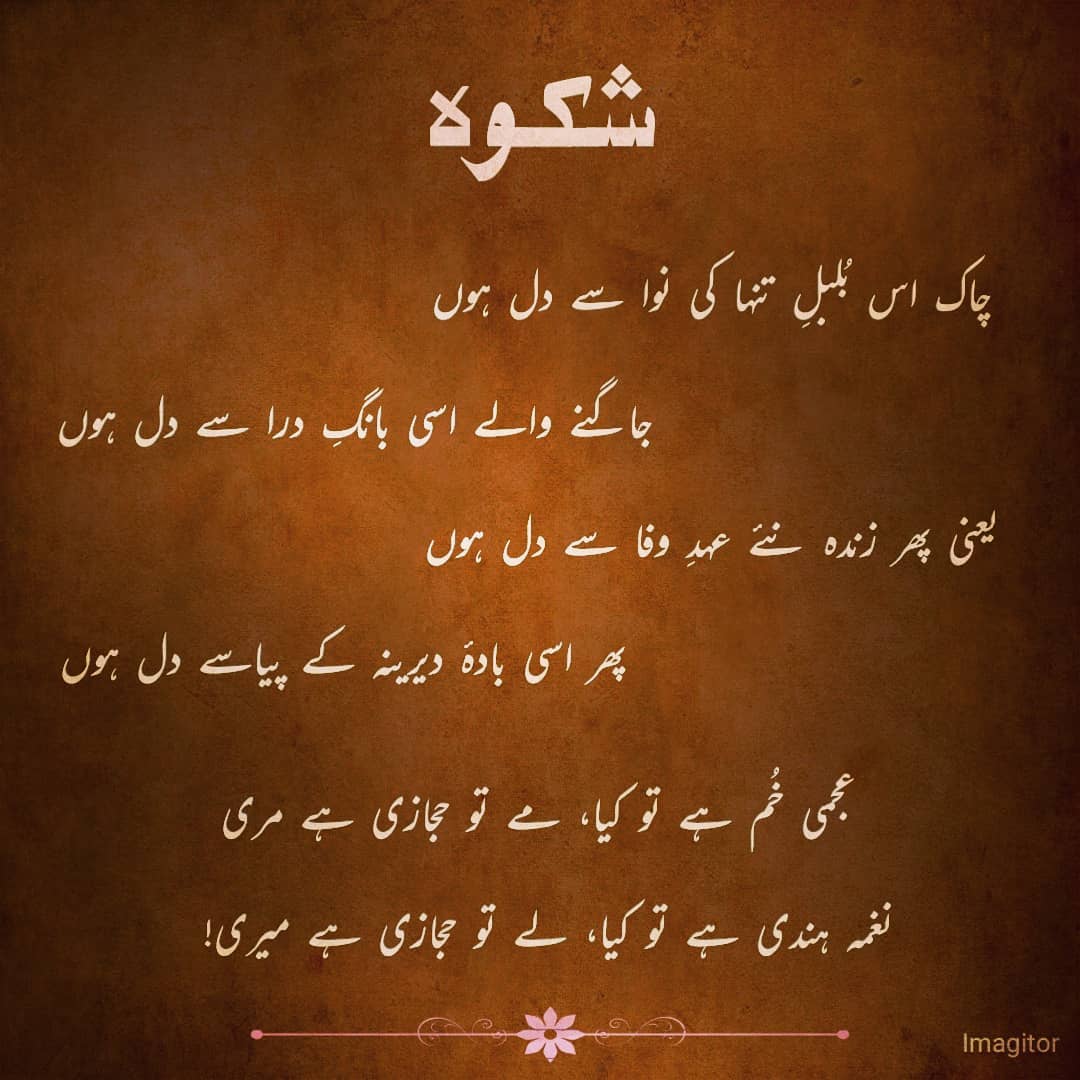 شکوہ
چاک اس بُلبلِ تنہا کی نوا سے دل ہوں
جاگنے والے اسی بانگِ درا سے دل ہوں
یعنی پھر زندہ نئے عہدِ وفا سے دل ہوں
پھر اسی بادۂ دیرینہ کے پیاسے دل ہوں
عجمی خُم ہے تو کیا، مے تو حجازی ہے مری
نغمہ ہندی ہے تو کیا، لے تو حجازی ہے میری!
Imagitor